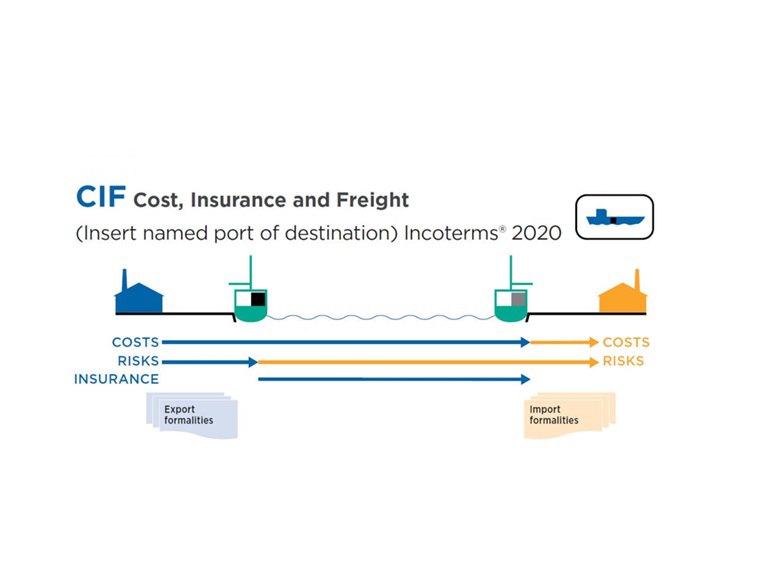 CIF Cost, Insurance and Freight
(Insert named port of destination) Incoterms® 2020
COSTS COSTS
RISKS RISKS
INSURANCE
Export
formalities
Import
formalities